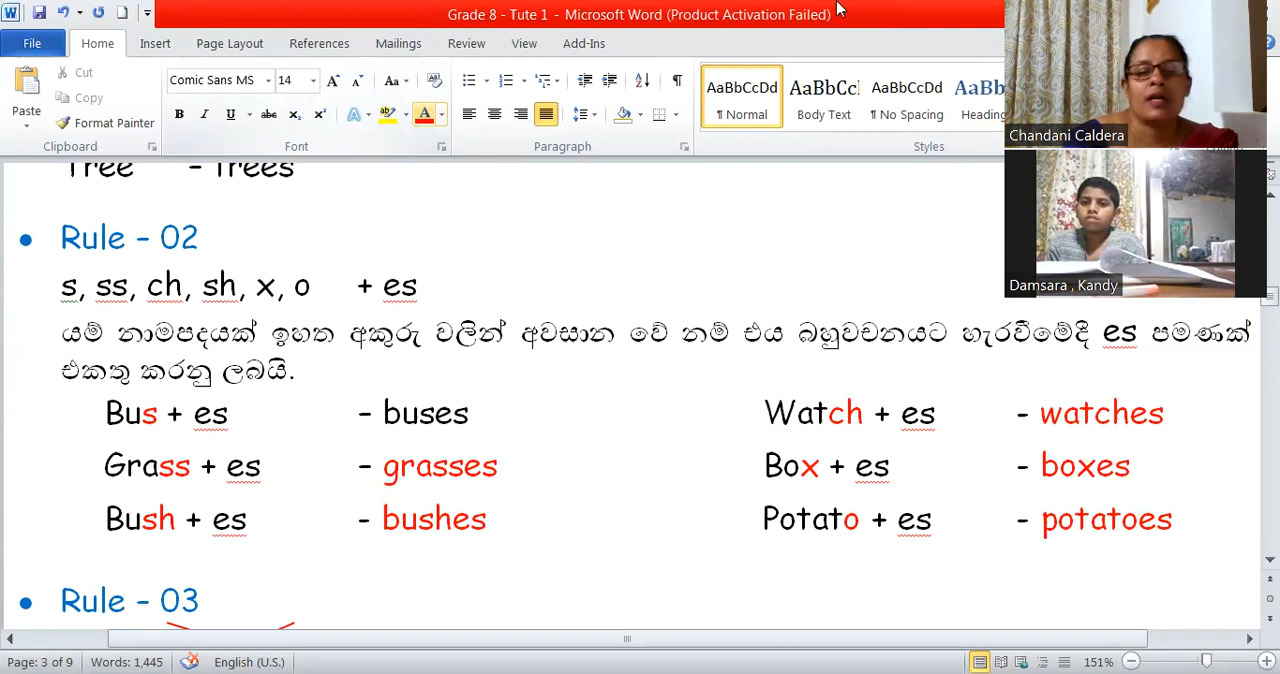 Grade 8 - Tute 1 - Microsoft Word (Product Activation Failed)
File Home Insert Page Layout References Mailings Review View Add-Ins
Paste
Cut
Copy
Format Painter
Clipboard
Comic Sans MS 14
Font
Paragraph
AaBbCcDd AaBbCcI AaBbCcDd AaBbC
¶ Normal Body Text ¶ No Spacing Heading
Styles
Chandani Caldera
Damsara , Kandy
Tree - Trees
• Rule - 02
s, ss, ch, sh, x, o + es
යම් නාමපදයක් ඉහත අකුරු වලින් අවසාන වේ නම් එය බහුවචනයට හැරවීමේදී es පමණක්
එකතු කරනු ලබයි.
Bus + es - buses Watch + es - watches
Grass + es - grasses Box + es - boxes
Bush + es - bushes Potato + es - potatoes
• Rule - 03
Page: 3 of 9 Words: 1,445 English (U.S.) 151%